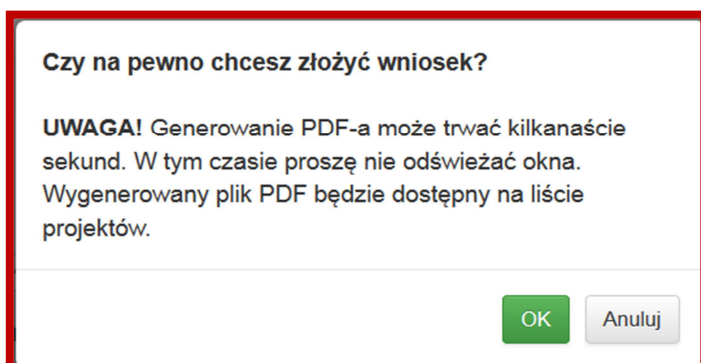 Czy na pewno chcesz złożyć wniosek?
UWAGA! Generowanie PDF-a może trwać kilkanaście
sekund. W tym czasie proszę nie odświeżać okna.
Wygenerowany plik PDF będzie dostępny na liście
projektów.
OK Anuluj